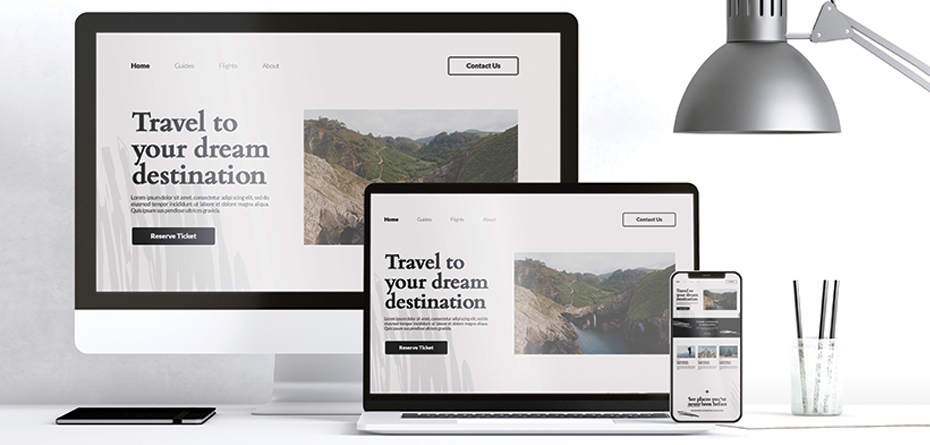 Home Guides Flights About Contact Us
Travel to
your dream
destination
Lorem ipsum dolor sit amet, consectetur adipiscing elit, sed do
eiusmod tempor incididunt ut labore et dolore magna aliqua.
Quis ipsum suspendisse ultrices gravida.
Reserve Ticket
Home Guides Flights About Contact Us
Travel to
your dream
destination
Lorem ipsum dolor sit amet, consectetur adipiscing elit, sed do
eiusmod tempor incididunt ut labore et dolore magna aliqua.
Quis ipsum suspendisse ultrices gravida.
Reserve Ticket
Travel to
your dream
destination
See places you've
never been before